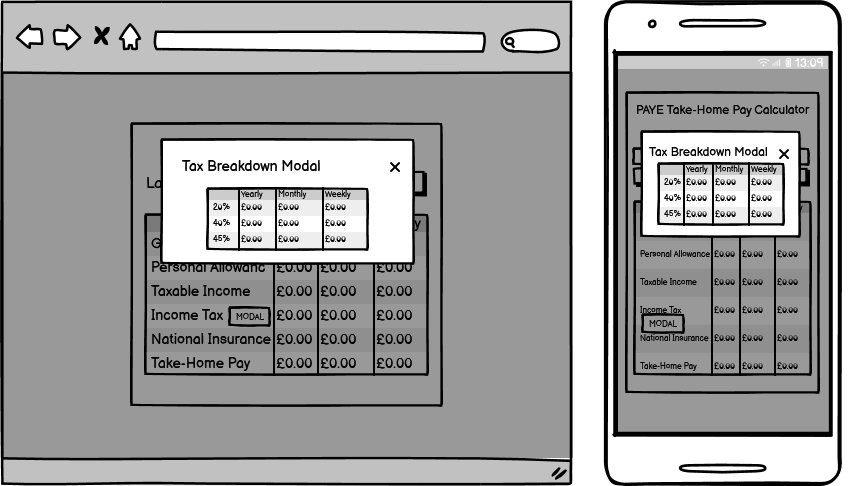 Tax Breakdown Modal
La
Yearly Monthly Weekly
20% £0.00 £0.00 £0.00
40% £0.00 £0.00 £0.00
45% £0.00 £0.00 £0.00
y
G
Personal Allowanc £0.00 £0.00 £0.00
Taxable Income £0.00 £0.00 £0.00
Income Tax MODAL £0.00 £0.00 £0.00
National Insurance £0.00 £0.00 £0.00
Take-Home Pay £0.00 £0.00 £0.00
13:09
PAYE Take-Home Pay Calculator
Tax Breakdown Modal
Yearly Monthly Weekly
20% £0.00 £0.00 £0.00
40% £0.00 £0.00 £0.00
45% £0.00 £0.00 £0.00
Personal Allowance £0.00 £0.00 £0.00
Taxable Income £0.00 £0.00 £0.00
Income Tax £0.00 £0.00 £0.00
MODAL
National Insurance £0.00 £0.00 £0.00
Take-Home Pay £0.00 £0.00 £0.00